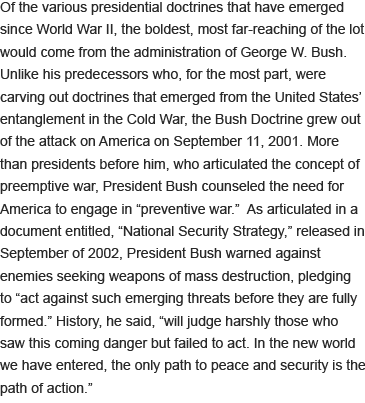 Of the various presidential doctrines that have emerged
since World War II, the boldest, most far-reaching of the lot
would come from the administration of George W. Bush.
Unlike his predecessors who, for the most part, were
carving out doctrines that emerged from the United States’
entanglement in the Cold War, the Bush Doctrine grew out
of the attack on America on September 11, 2001. More
than presidents before him, who articulated the concept of
preemptive war, President Bush counseled the need for
America to engage in “preventive war.”  As articulated in a
document entitled, “National Security Strategy,” released in
September of 2002, President Bush warned against
enemies seeking weapons of mass destruction, pledging
to “act against such emerging threats before they are fully
formed.” History, he said, “will judge harshly those who
saw this coming danger but failed to act. In the new world
we have entered, the only path to peace and security is the
path of action.”